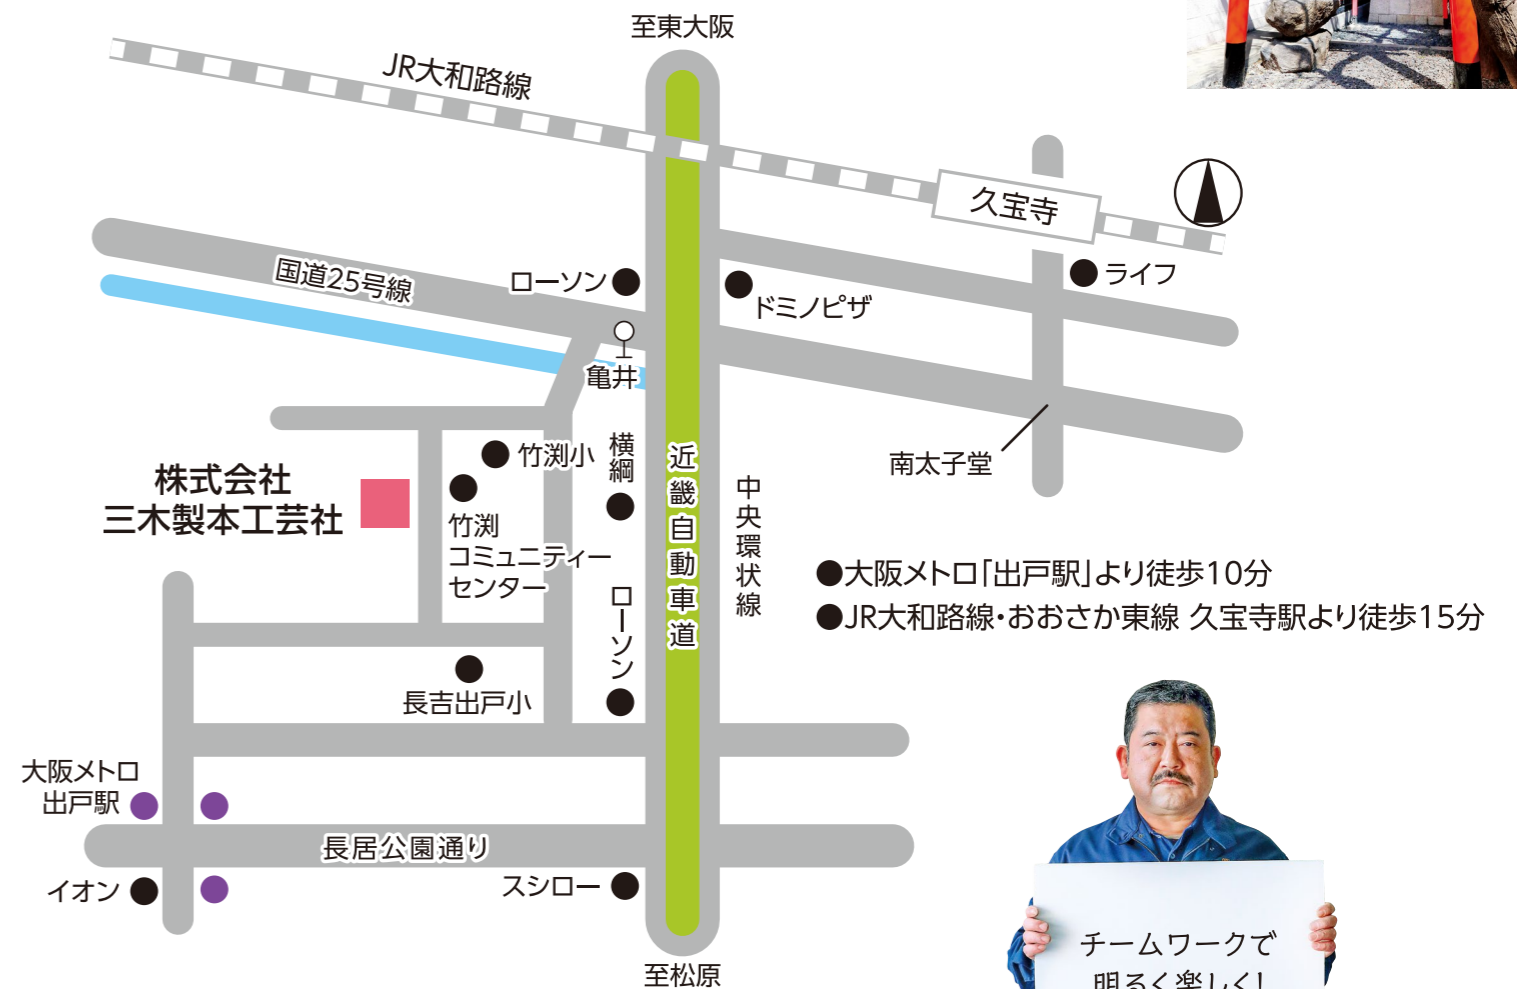 至東大阪
JR大和路線
久宝寺
国道25号線
ローソン
ドミノピザ
ライフ
亀井
竹渕小
横綱
近畿自動車道
中央環状線
南太子堂
株式会社
三木製本工芸社
竹渕
コミュニティー
センター
●大阪メトロ「出戸駅」より徒歩10分
●JR大和路線・おおさか東線 久宝寺駅より徒歩15分
ローソン
長吉出戸小
大阪メトロ
出戸駅
長居公園通り
イオン
スシロー
至松原
チームワークで
明るく楽しく!